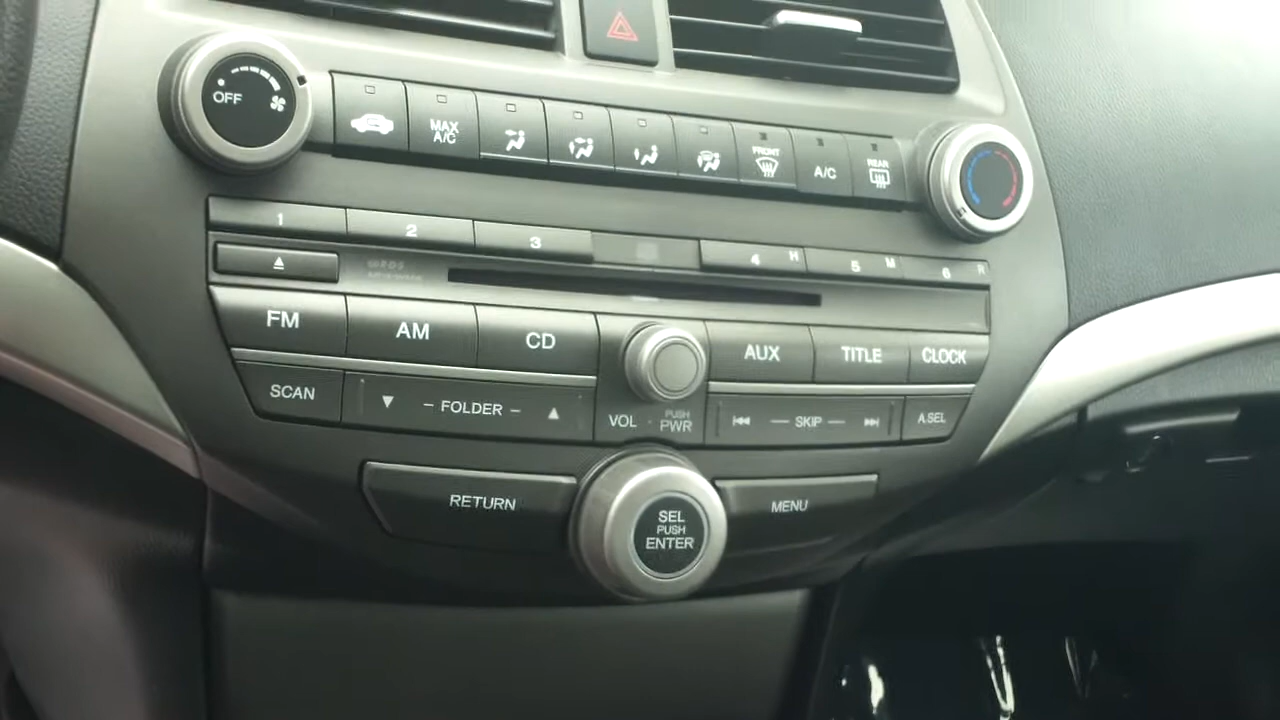 OFF
MAX
A/C
FRONT
A/C
REAR
1
2
3
4 H
5 M
6 R
FM
AM
CD
AUX
TITLE
CLOCK
SCAN
– FOLDER –
VOL
PUSH
PWR
— SKIP —
A.SEL
RETURN
SEL
PUSH
ENTER
MENU